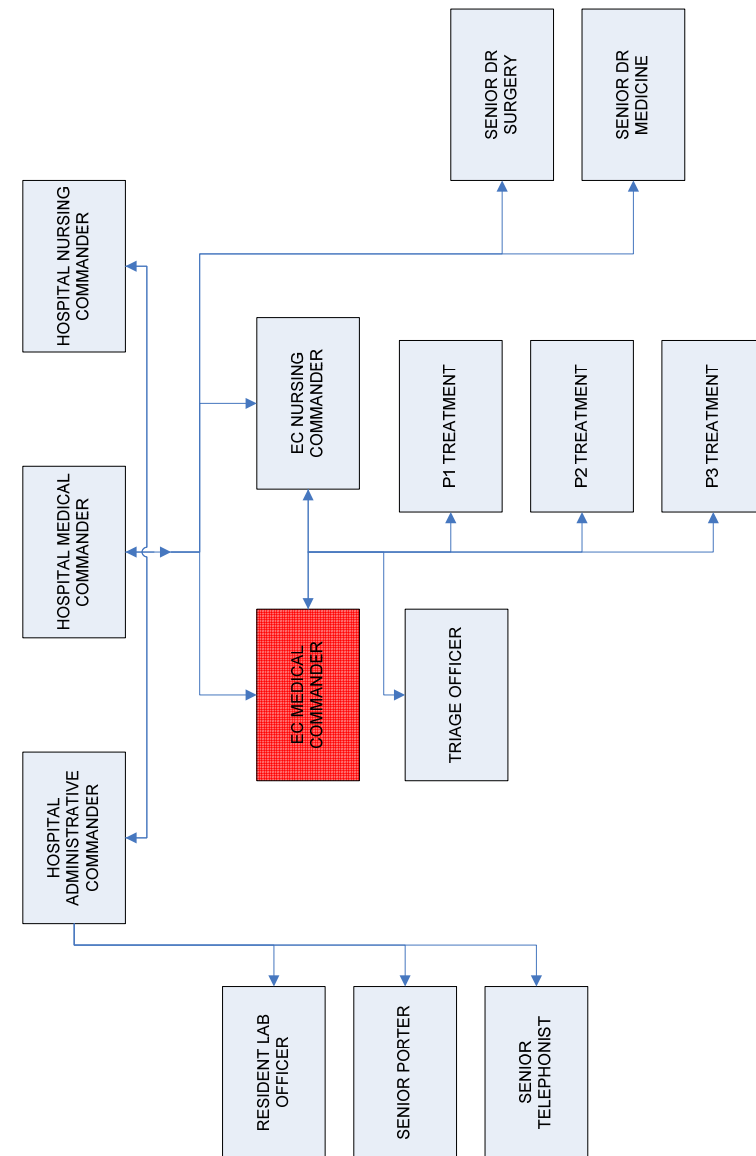 HOSPITAL
ADMINISTRATIVE
COMMANDER
HOSPITAL MEDICAL
COMMANDER
HOSPITAL NURSING
COMMANDER
EC MEDICAL
COMMANDER
EC NURSING
COMMANDER
RESIDENT LAB
OFFICER
SENIOR PORTER
SENIOR
TELEPHONIST
TRIAGE OFFICER
P1 TREATMENT
P2 TREATMENT
P3 TREATMENT
SENIOR DR
SURGERY
SENIOR DR
MEDICINE